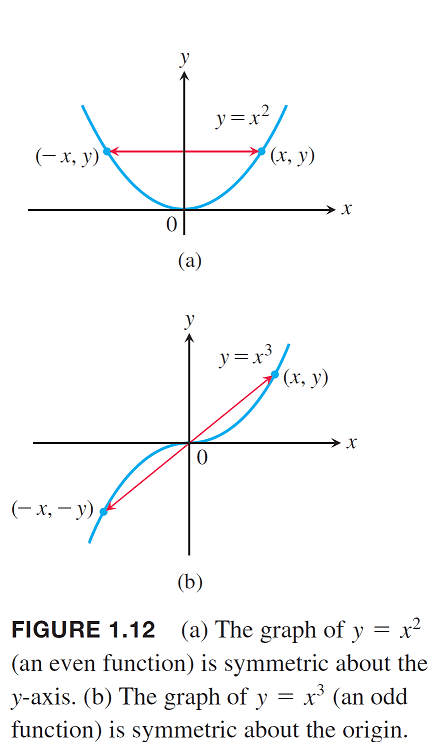 y
y = x²
(− x, y)
(x, y)
x
0
(a)
y
y = x³
(x, y)
x
0
(− x, − y)
(b)
FIGURE 1.12 (a) The graph of y = x²
(an even function) is symmetric about the
y-axis. (b) The graph of y = x³ (an odd
function) is symmetric about the origin.